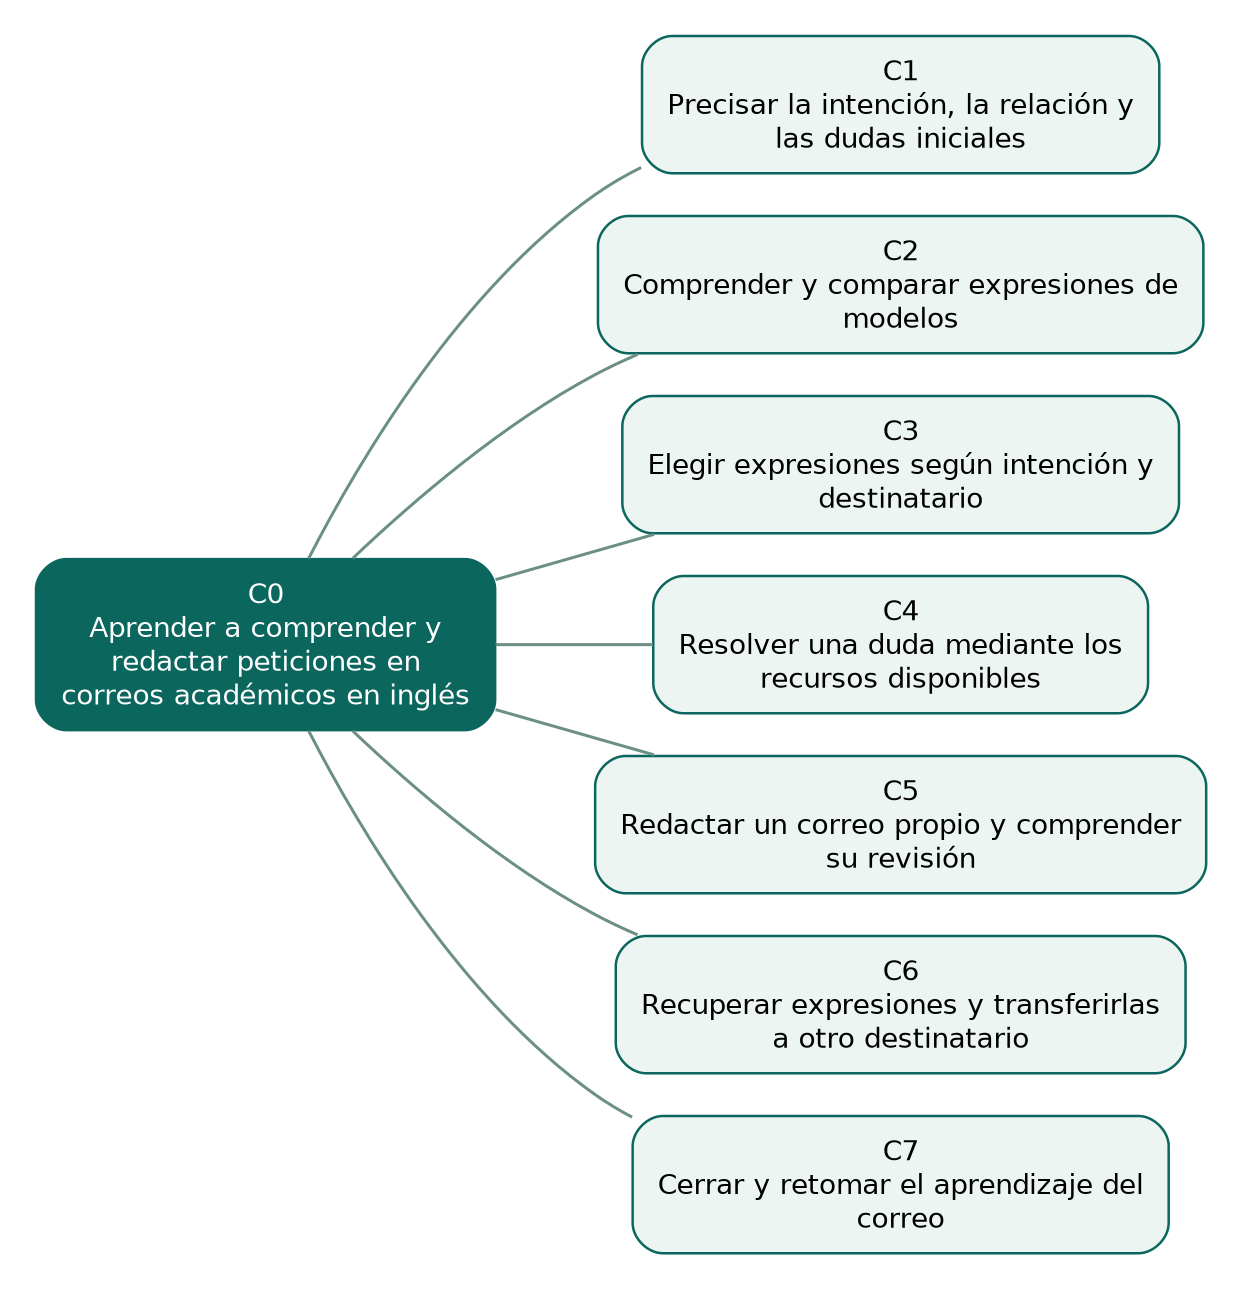 C1
Precisar la intención, la relación y
las dudas iniciales
C2
Comprender y comparar expresiones de
modelos
C3
Elegir expresiones según intención y
destinatario
C0
Aprender a comprender y
redactar peticiones en
correos académicos en inglés
C4
Resolver una duda mediante los
recursos disponibles
C5
Redactar un correo propio y comprender
su revisión
C6
Recuperar expresiones y transferirlas
a otro destinatario
C7
Cerrar y retomar el aprendizaje del
correo